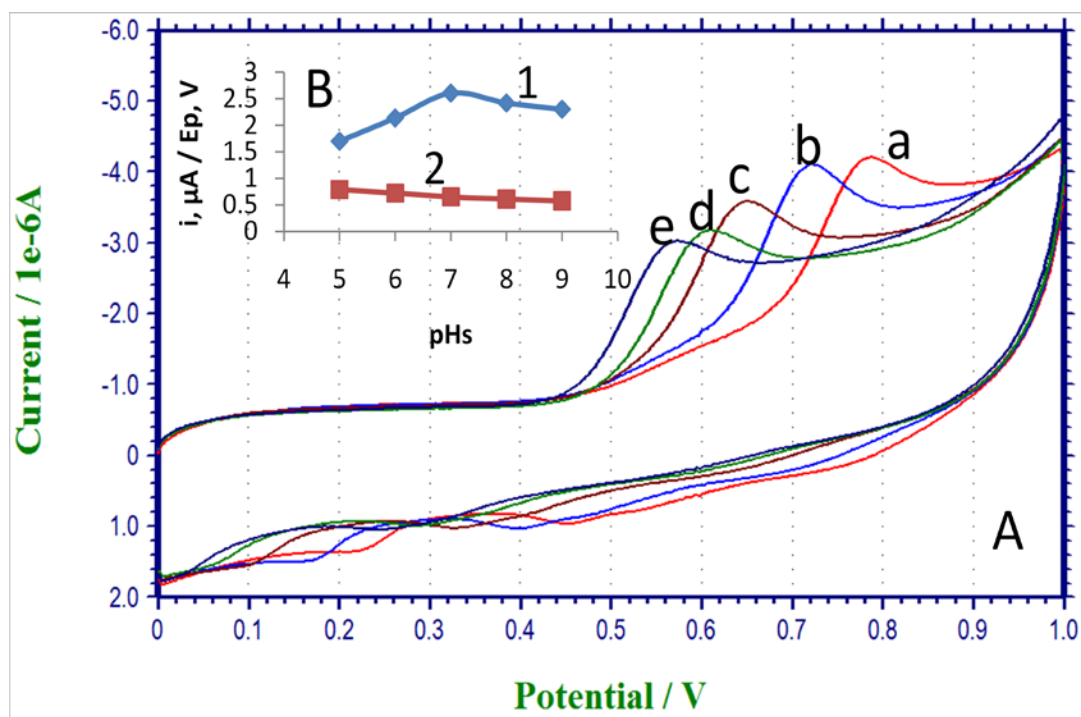 -6.0
-5.0
-4.0
-3.0
-2.0
-1.0
0
1.0
2.0
Current / 1e-6A
0 0.1 0.2 0.3 0.4 0.5 0.6 0.7 0.8 0.9 1.0
Potential / V
A
a
b
c
d
e
B
i, µA / Ep, V
3
2.5
2
1.5
1
0.5
0
1
2
4 5 6 7 8 9 10
pHs